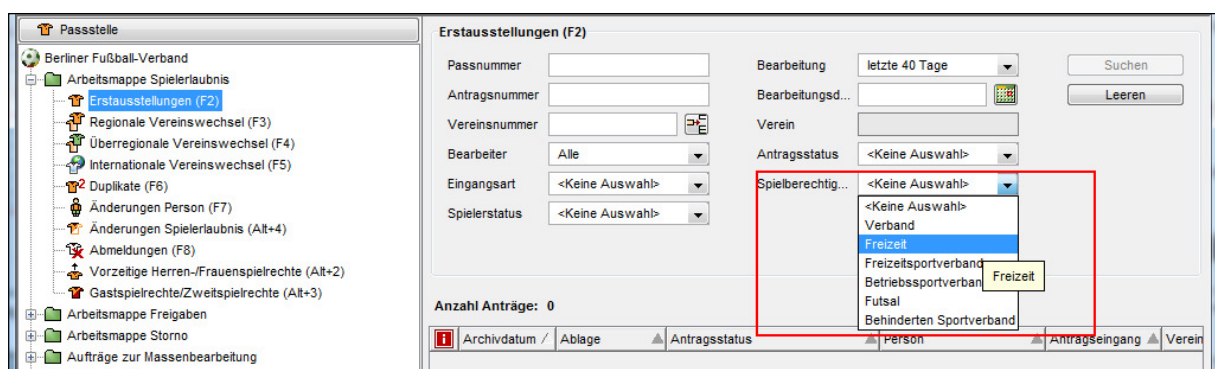 Passstelle
Berliner Fußball-Verband
Arbeitsmappe Spielerlaubnis
Erstausstellungen (F2)
Regionale Vereinswechsel (F3)
Überregionale Vereinswechsel (F4)
Internationale Vereinswechsel (F5)
Duplikate (F6)
Änderungen Person (F7)
Änderungen Spielerlaubnis (Alt+4)
Abmeldungen (F8)
Vorzeitige Herren-/Frauenspielrechte (Alt+2)
Gastspielrechte/Zweitspielrechte (Alt+3)
Arbeitsmappe Freigaben
Arbeitsmappe Storno
Aufträge zur Massenbearbeitung
Erstausstellungen (F2)
Passnummer Bearbeitung letzte 40 Tage Suchen
Antragsnummer Bearbeitungsd... Leeren
Vereinsnummer Verein
Bearbeiter Alle Antragsstatus <Keine Auswahl>
Eingangsart <Keine Auswahl> Spielberechtig... <Keine Auswahl>
Spielerstatus <Keine Auswahl>
<Keine Auswahl>
Verband
Freizeit
Freizeitsportverband
Freizeit
Futsal
Behinderten Sportverband
Anzahl Anträge: 0
Archivdatum Ablage Antragsstatus Person Antragseingang Verein